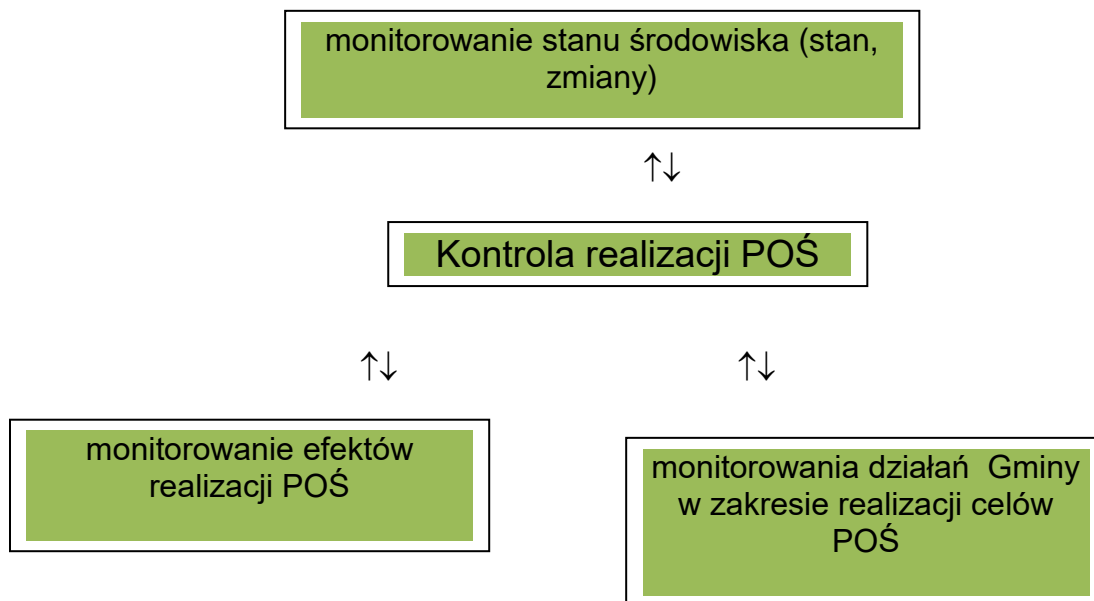 monitorowanie stanu środowiska (stan,
zmiany)
↑↓
Kontrola realizacji POŚ
↑↓ ↑↓
monitorowanie efektów
realizacji POŚ
monitorowania działań  Gminy
w zakresie realizacji celów
POŚ